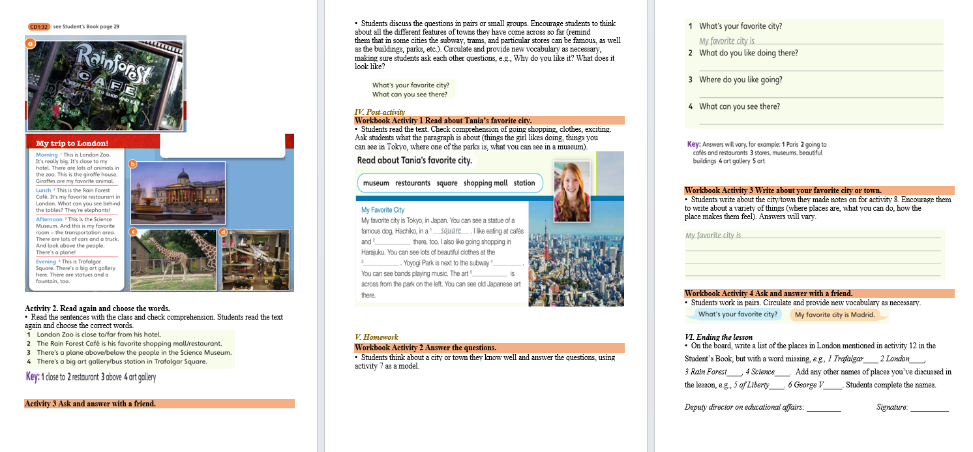 CD1:32 see Student's Book page 29
a
Rainforest
CAFE
A WILD PLACE TO SHOP AND EAT
My trip to London!
Morning 1 This is London Zoo.
It's really big. It's close to my
hotel. There are lots of animals in
the zoo. This is the giraffe house.
Giraffes are my favorite animal.
Lunch 2 This is the Rain Forest
Café. It's my favorite restaurant in
London. What can you see behind
the tables? They're elephants!
Afternoon 3 This is the Science
Museum. And this is my favorite
room – the transportation area.
There are lots of cars and a truck.
And look above the people.
There's a plane!
Evening 4 This is Trafalgar
Square. There's a big art gallery
here. There are statues and a
fountain, too.
b
c
d
Activity 2. Read again and choose the words.
• Read the sentences with the class and check comprehension. Students read the text
again and choose the correct words.
1 London Zoo is close to/far from his hotel.
2 The Rain Forest Café is his favorite shopping mall/restaurant.
3 There's a plane above/below the people in the Science Museum.
4 There's a big art gallery/bus station in Trafalgar Square.
Key: 1 close to 2 restaurant 3 above 4 art gallery
Activity 3 Ask and answer with a friend.
• Students discuss the questions in pairs or small groups. Encourage students to think
about all the different features of towns they have come across so far (remind
them that in some cities the subway, trams, and particular stores can be famous, as well
as the buildings, parks, etc.). Circulate and provide new vocabulary as necessary,
making sure students ask each other questions, e.g., Why do you like it? What does it
look like?
What's your favorite city?
What can you see there?
IV. Post-activity
Workbook Activity 1 Read about Tania's favorite city.
• Students read the text. Check comprehension of going shopping, clothes, exciting.
Ask students what the paragraph is about (things the girl likes doing, things you
can see in Tokyo, where one of the parks is, what you can see in a museum).
Read about Tania's favorite city.
museum restaurants square shopping mall station
My Favorite City
My favorite city is Tokyo, in Japan. You can see a statue of a
famous dog, Hachiko, in a 1 square . I like eating at cafés
and 2________ there, too. I also like going shopping in
Harajuku. You can see lots of beautiful clothes at the
3________. Yoyogi Park is next to the subway 4________.
You can see bands playing music. The art 5________ is
across from the park on the left. You can see old Japanese art
there.
V. Homework
Workbook Activity 2 Answer the questions.
• Students think about a city or town they know well and answer the questions, using
activity 7 as a model.
1 What's your favorite city?
My favorite city is
2 What do you like doing there?
3 Where do you like going?
4 What can you see there?
Key: Answers will vary, for example: 1 Paris 2 going to
cafés and restaurants 3 stores, museums, beautiful
buildings 4 art gallery 5 art
Workbook Activity 3 Write about your favorite city or town.
• Students write about the city/town they made notes on for activity 8. Encourage them
to write about a variety of things (where places are, what you can do, how the
place makes them feel). Answers will vary.
My favorite city is
Workbook Activity 4 Ask and answer with a friend.
• Students work in pairs. Circulate and provide new vocabulary as necessary.
What's your favorite city? My favorite city is Madrid.
VI. Ending the lesson
• On the board, write a list of the places in London mentioned in activity 12 in the
Student's Book, but with a word missing, e.g., 1 Trafalgar____ 2 London____,
3 Rain Forest____, 4 Science____. Add any other names of places you've discussed in
the lesson, e.g., 5 of Liberty____ 6 George V____. Students complete the names.
Deputy director on educational affairs: ________ Signature: ________